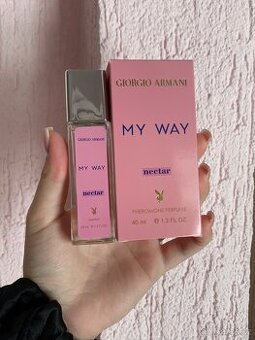 GIORGIO ARMANI
MY WAY
nectar
PHEROMONE PERFUME
40 ml e 1.3 FL.OZ
GIORGIO ARMANI
MY WAY
nectar